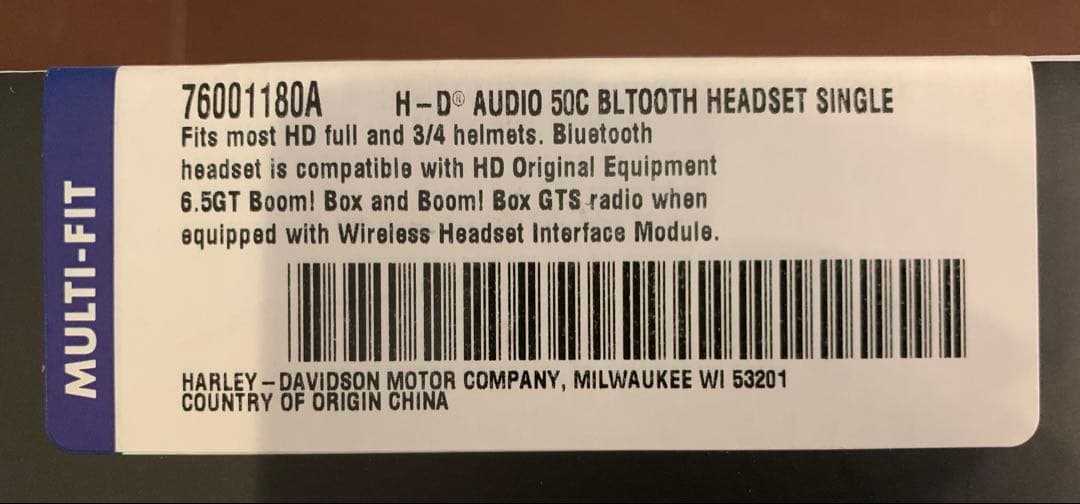 MULTI-FIT
76001180A H-D® AUDIO 50C BLTOOTH HEADSET SINGLE
Fits most HD full and 3/4 helmets. Bluetooth
headset is compatible with HD Original Equipment
6.5GT Boom! Box and Boom! Box GTS radio when
equipped with Wireless Headset Interface Module.
HARLEY-DAVIDSON MOTOR COMPANY, MILWAUKEE WI 53201
COUNTRY OF ORIGIN CHINA